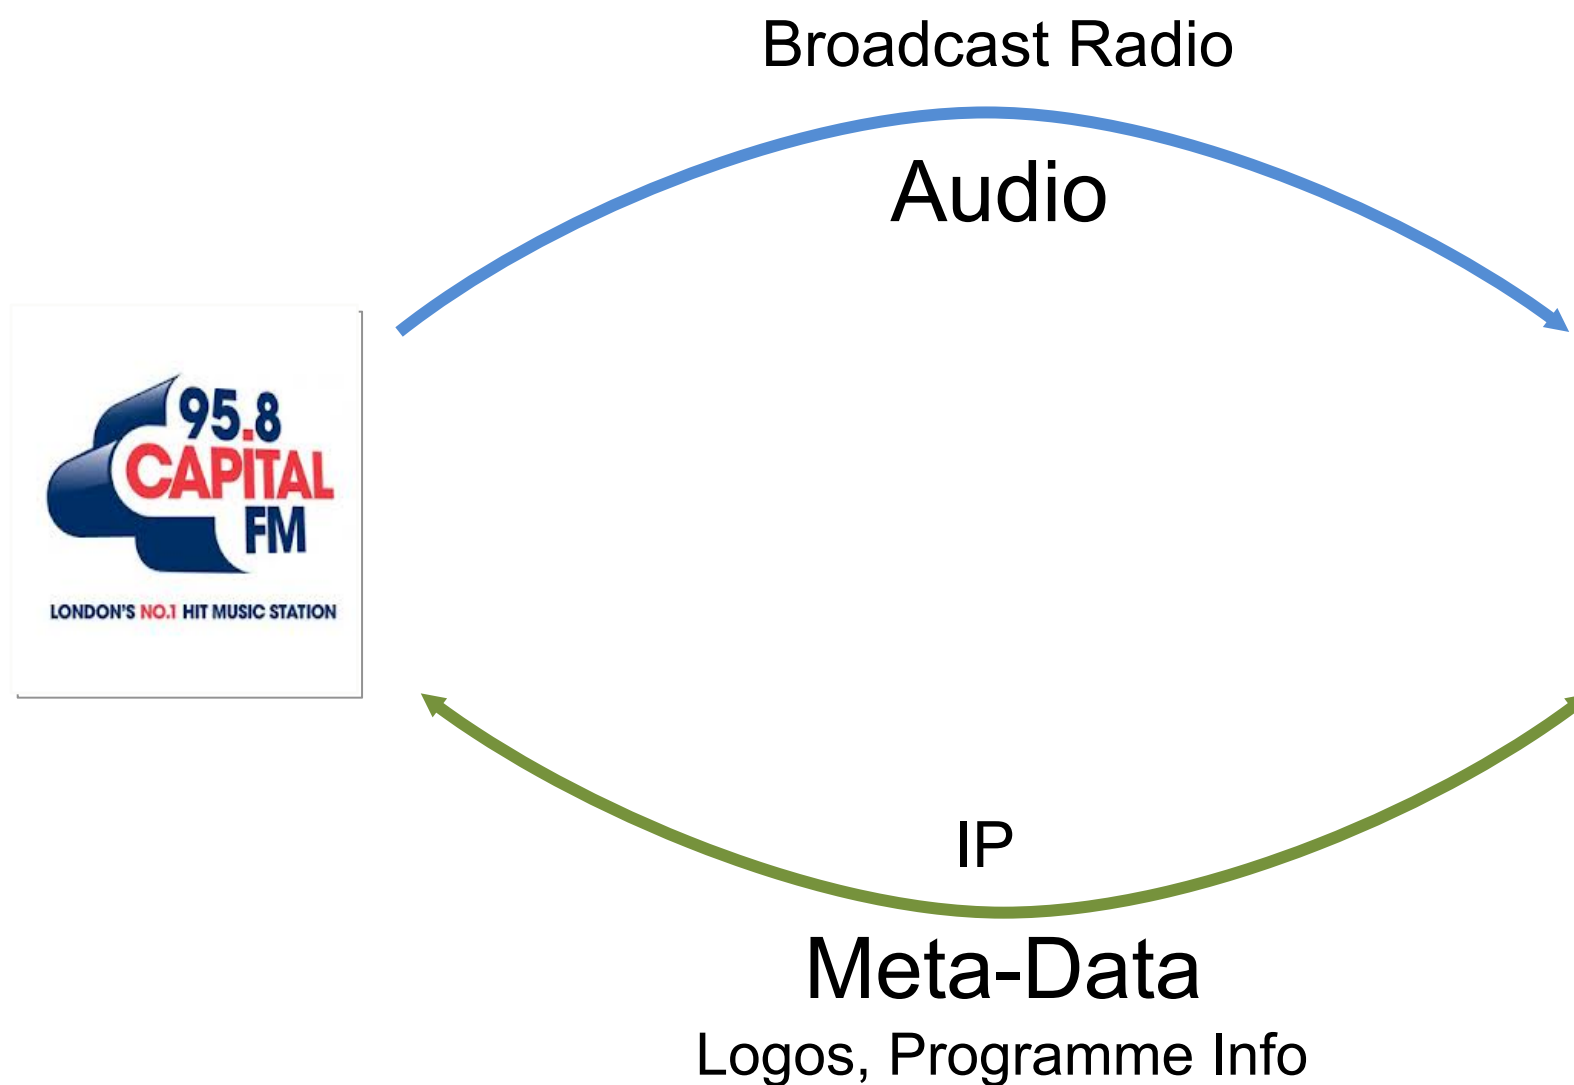 Broadcast Radio
Audio
95.8
CAPITAL
FM
LONDON'S NO.1 HIT MUSIC STATION
IP
Meta-Data
Logos, Programme Info